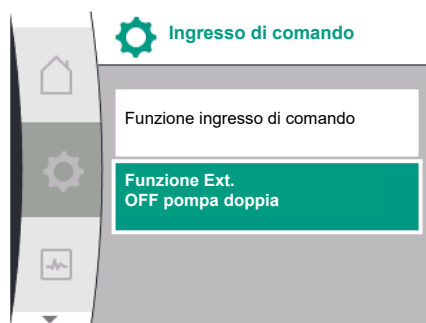 Ingresso di comando
Funzione ingresso di comando
Funzione Ext.
OFF pompa doppia